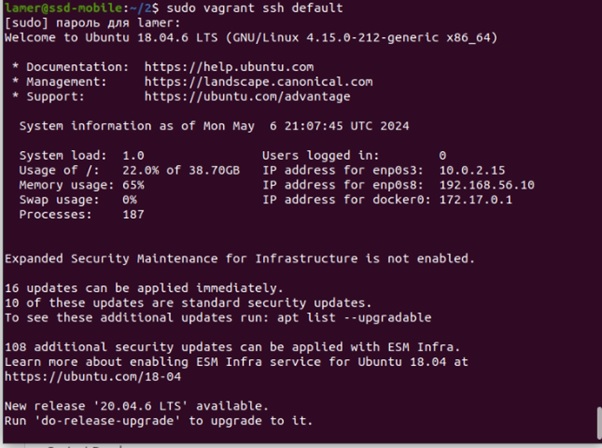 lamer@ssd-mobile:~/2$ sudo vagrant ssh default
[sudo] пароль для lamer:
Welcome to Ubuntu 18.04.6 LTS (GNU/Linux 4.15.0-212-generic x86_64)
* Documentation: https://help.ubuntu.com
* Management: https://landscape.canonical.com
* Support: https://ubuntu.com/advantage
System information as of Mon May 6 21:07:45 UTC 2024
System load: 1.0 Users logged in: 0
Usage of /: 22.0% of 38.70GB IP address for enp0s3: 10.0.2.15
Memory usage: 65% IP address for enp0s8: 192.168.56.10
Swap usage: 0% IP address for docker0: 172.17.0.1
Processes: 187
Expanded Security Maintenance for Infrastructure is not enabled.
16 updates can be applied immediately.
10 of these updates are standard security updates.
To see these additional updates run: apt list --upgradable
108 additional security updates can be applied with ESM Infra.
Learn more about enabling ESM Infra service for Ubuntu 18.04 at
https://ubuntu.com/18-04
New release '20.04.6 LTS' available.
Run 'do-release-upgrade' to upgrade to it.